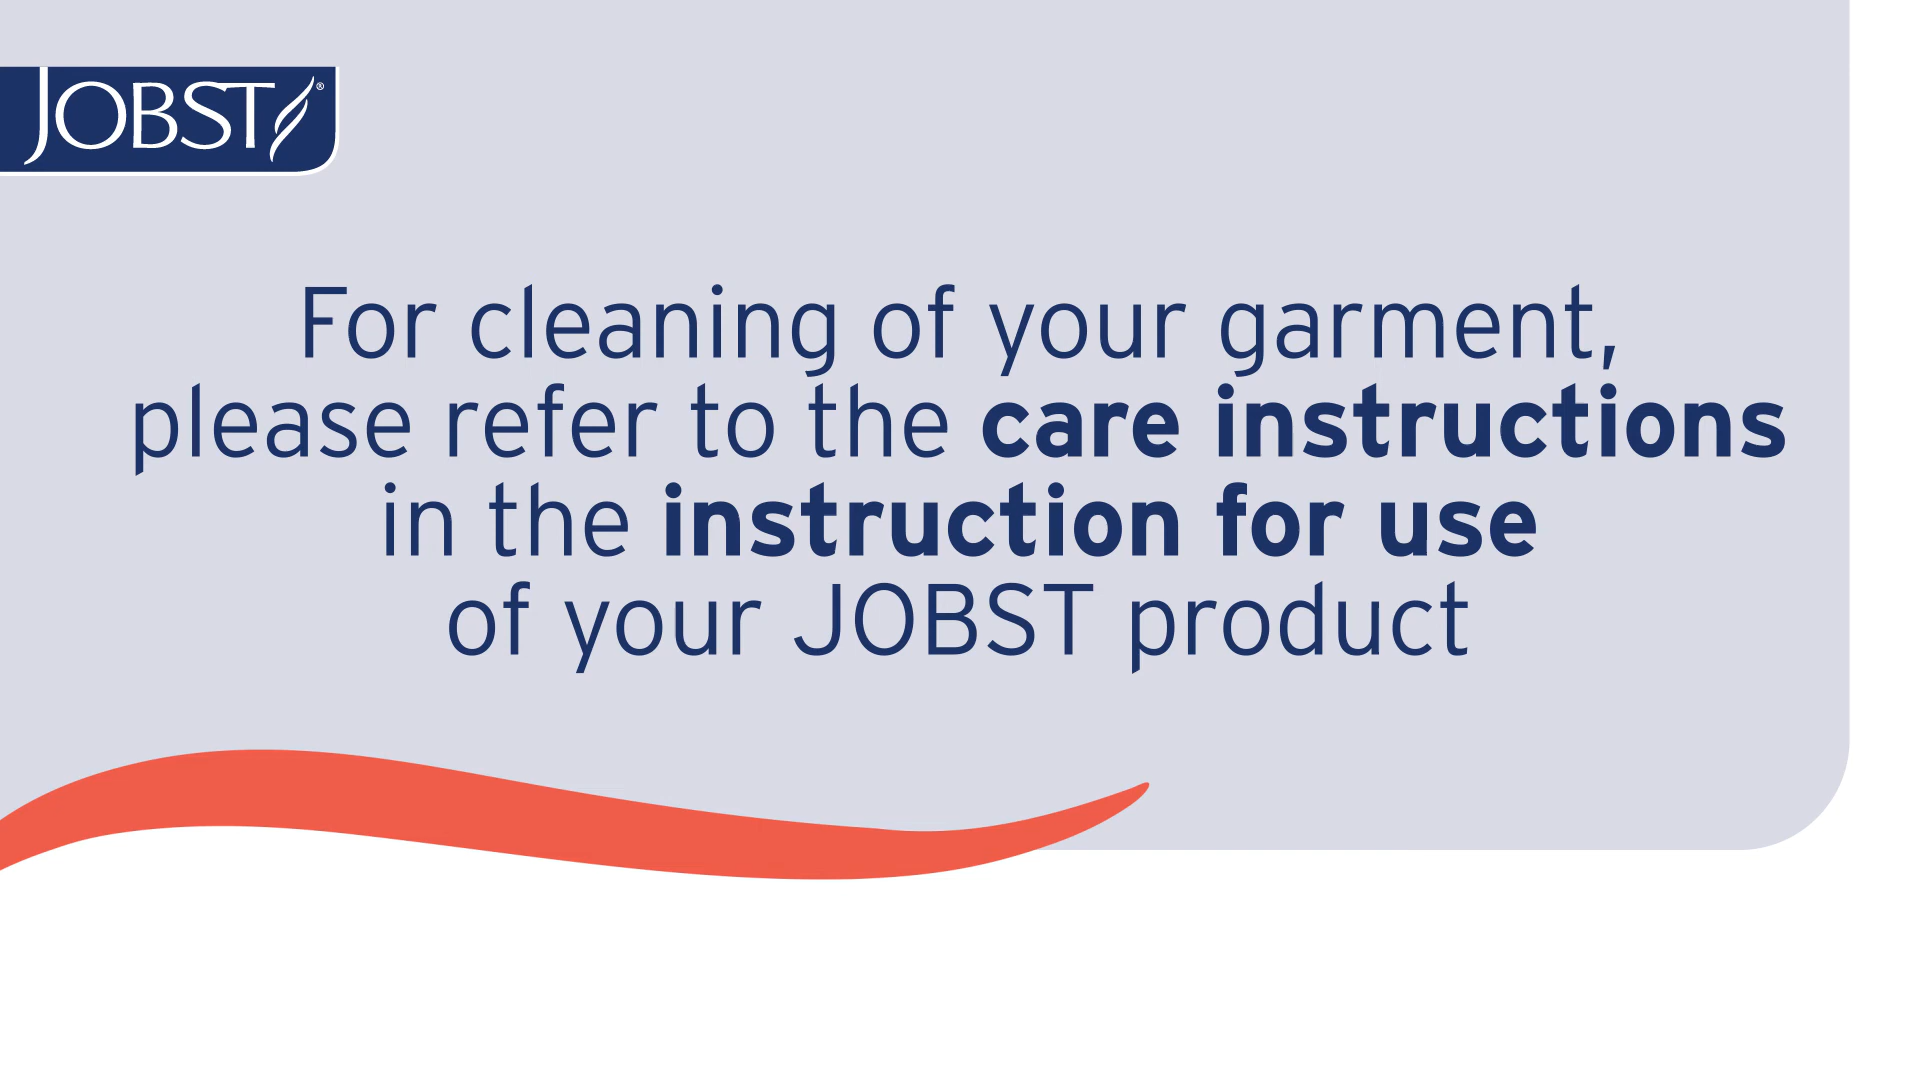 JOBST®
For cleaning of your garment,
please refer to the care instructions
in the instruction for use
of your JOBST product